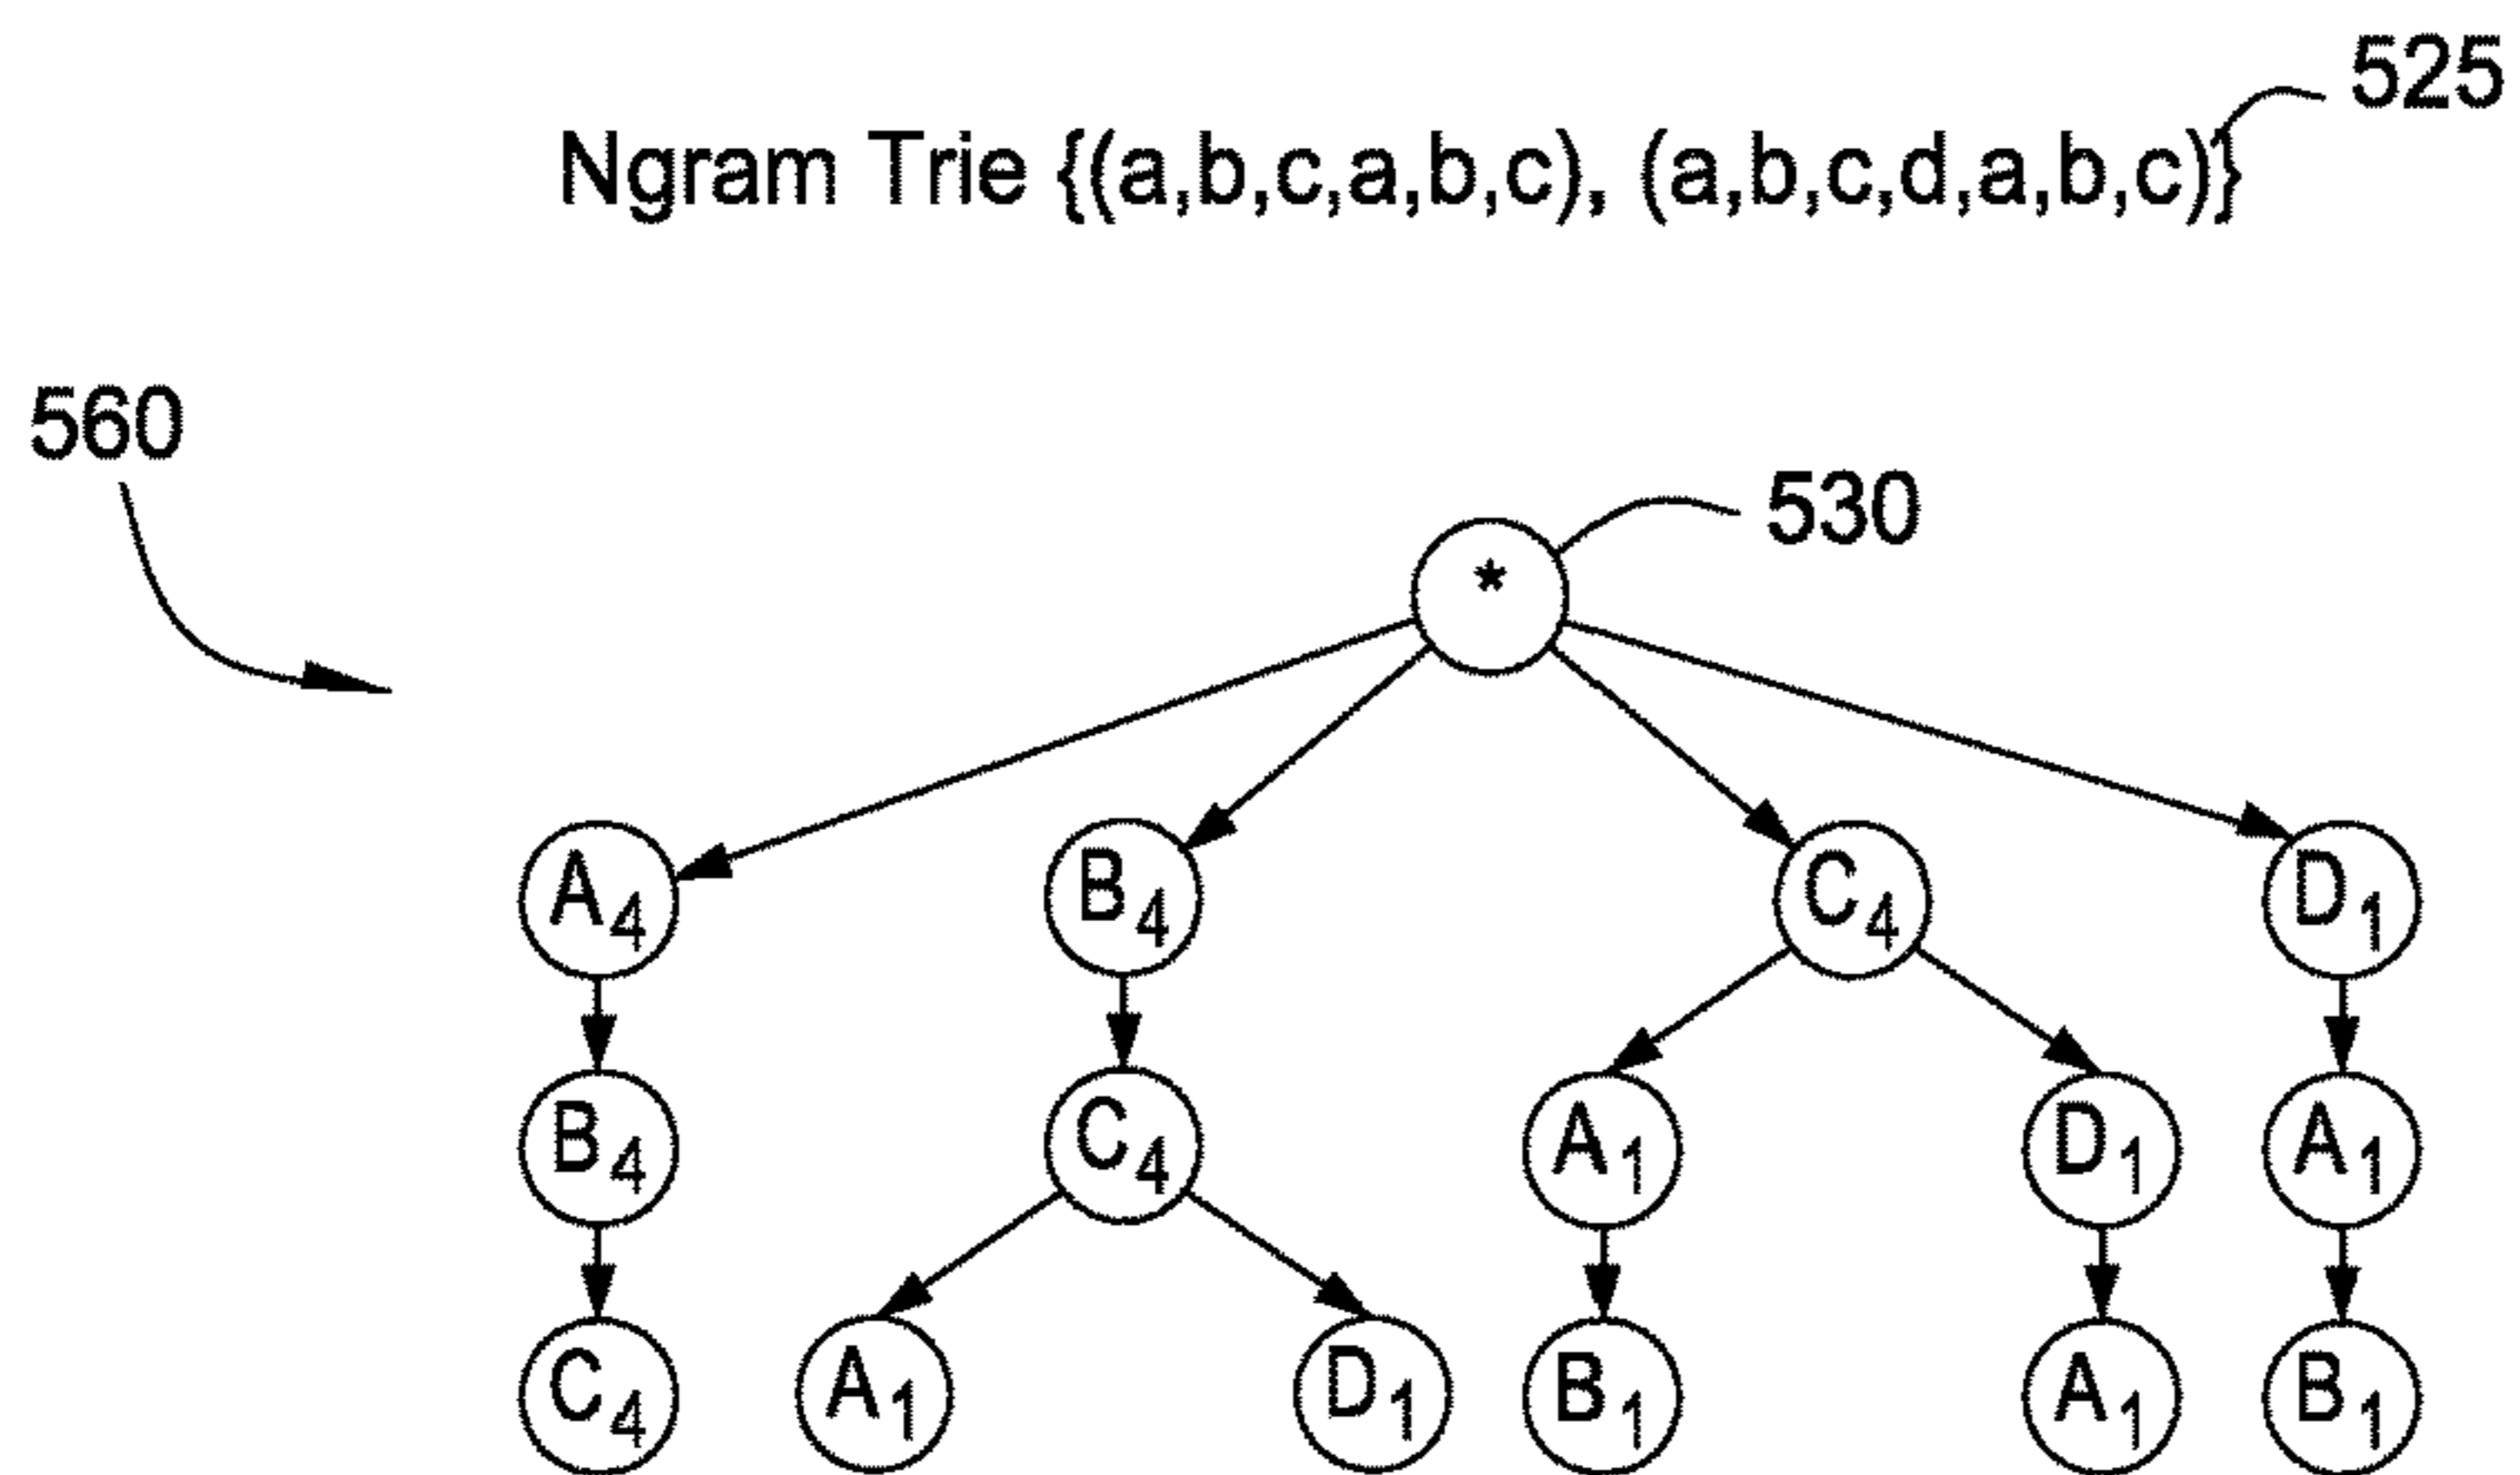 525
Ngram Trie {(a,b,c,a,b,c), (a,b,c,d,a,b,c)}
560
530
*
A4 B4 C4 D1
B4 C4 A1 D1 A1
C4 A1 D1 B1 A1 B1